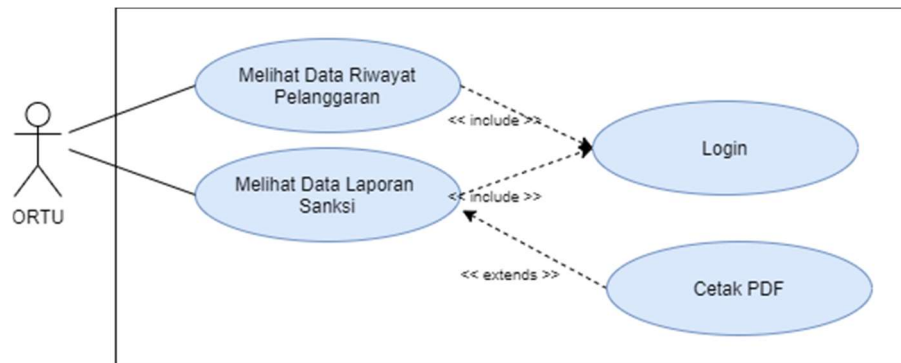 Melihat Data Riwayat
Pelanggaran
<< include >>
Login
ORTU
Melihat Data Laporan
Sanksi
<< include >>
<< extends >>
Cetak PDF